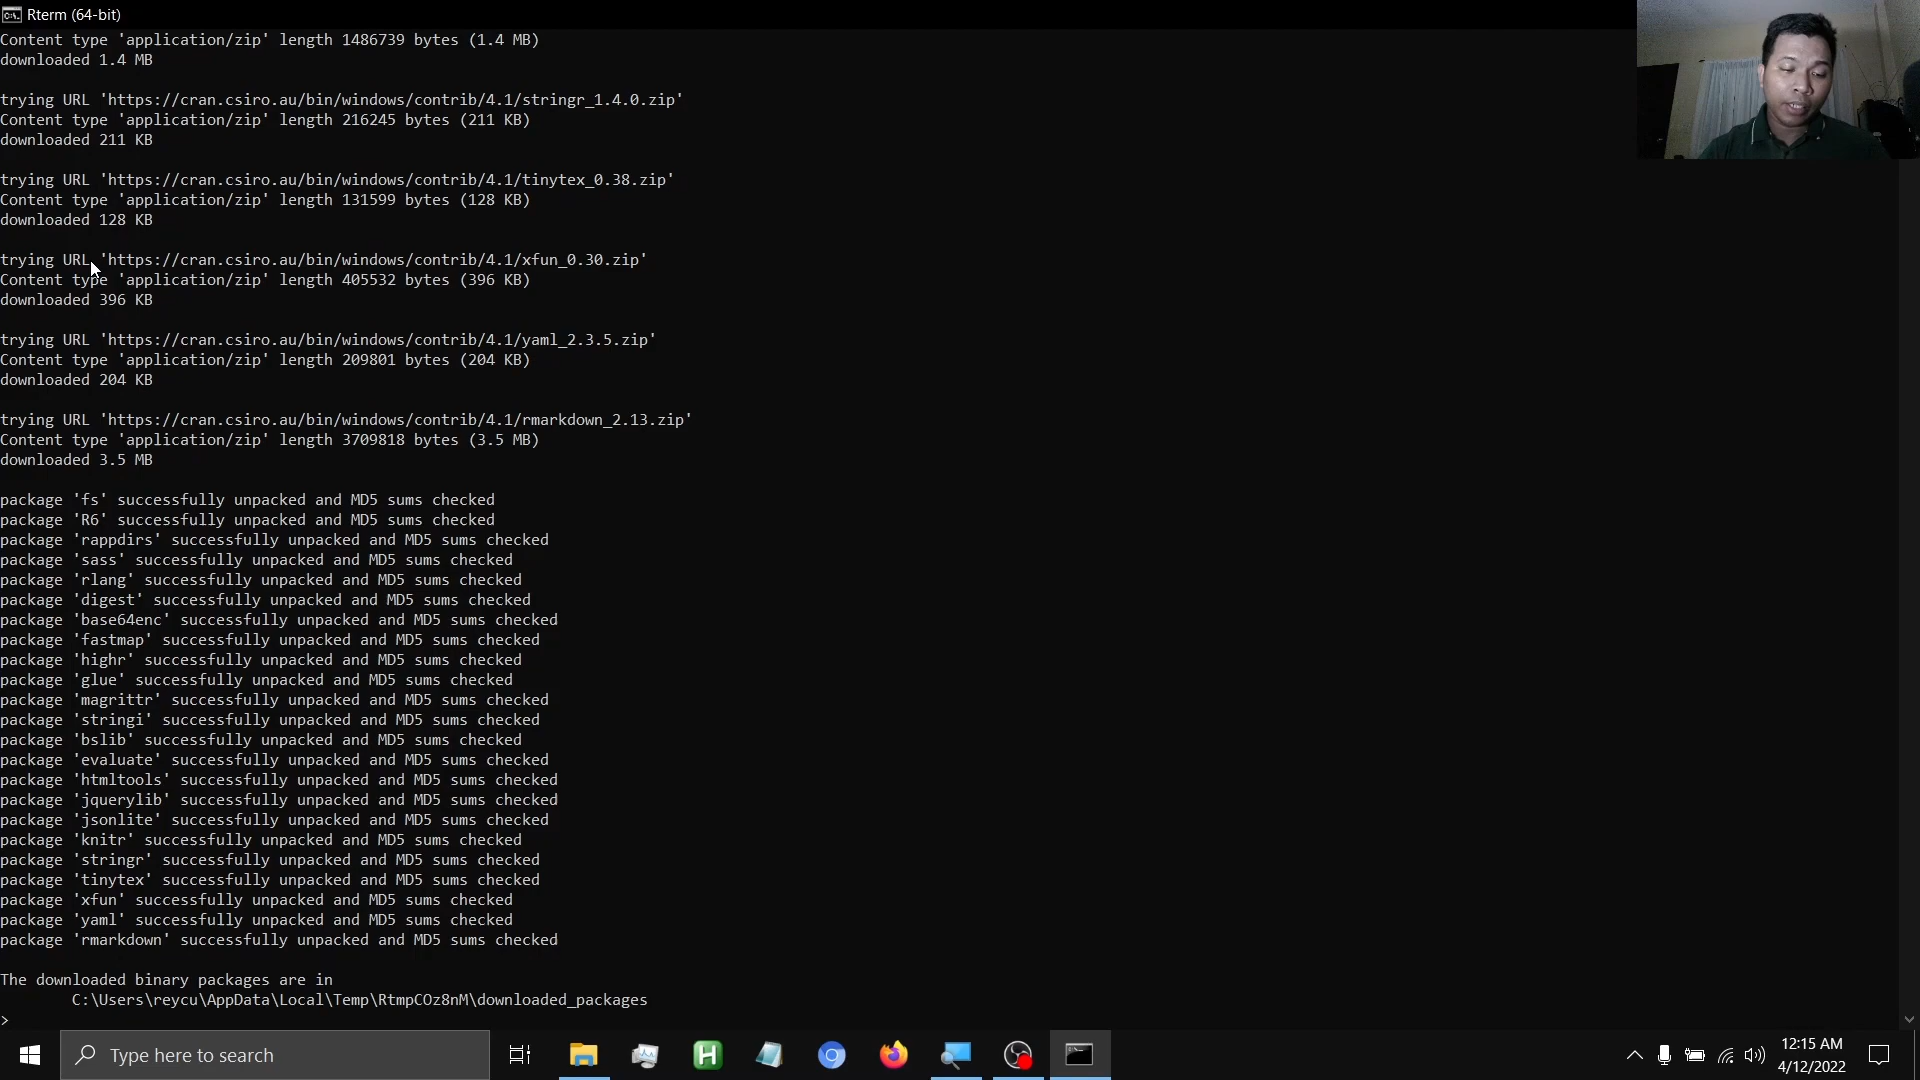 Rterm (64-bit)
Content type 'application/zip' length 1486739 bytes (1.4 MB)
downloaded 1.4 MB
trying URL 'https://cran.csiro.au/bin/windows/contrib/4.1/stringr_1.4.0.zip'
Content type 'application/zip' length 216245 bytes (211 KB)
downloaded 211 KB
trying URL 'https://cran.csiro.au/bin/windows/contrib/4.1/tinytex_0.38.zip'
Content type 'application/zip' length 131599 bytes (128 KB)
downloaded 128 KB
trying URL 'https://cran.csiro.au/bin/windows/contrib/4.1/xfun_0.30.zip'
Content type 'application/zip' length 405532 bytes (396 KB)
downloaded 396 KB
trying URL 'https://cran.csiro.au/bin/windows/contrib/4.1/yaml_2.3.5.zip'
Content type 'application/zip' length 209801 bytes (204 KB)
downloaded 204 KB
trying URL 'https://cran.csiro.au/bin/windows/contrib/4.1/rmarkdown_2.13.zip'
Content type 'application/zip' length 3709818 bytes (3.5 MB)
downloaded 3.5 MB
package 'fs' successfully unpacked and MD5 sums checked
package 'R6' successfully unpacked and MD5 sums checked
package 'rappdirs' successfully unpacked and MD5 sums checked
package 'sass' successfully unpacked and MD5 sums checked
package 'rlang' successfully unpacked and MD5 sums checked
package 'digest' successfully unpacked and MD5 sums checked
package 'base64enc' successfully unpacked and MD5 sums checked
package 'fastmap' successfully unpacked and MD5 sums checked
package 'highr' successfully unpacked and MD5 sums checked
package 'glue' successfully unpacked and MD5 sums checked
package 'magrittr' successfully unpacked and MD5 sums checked
package 'stringi' successfully unpacked and MD5 sums checked
package 'bslib' successfully unpacked and MD5 sums checked
package 'evaluate' successfully unpacked and MD5 sums checked
package 'htmltools' successfully unpacked and MD5 sums checked
package 'jquerylib' successfully unpacked and MD5 sums checked
package 'jsonlite' successfully unpacked and MD5 sums checked
package 'knitr' successfully unpacked and MD5 sums checked
package 'stringr' successfully unpacked and MD5 sums checked
package 'tinytex' successfully unpacked and MD5 sums checked
package 'xfun' successfully unpacked and MD5 sums checked
package 'yaml' successfully unpacked and MD5 sums checked
package 'rmarkdown' successfully unpacked and MD5 sums checked
The downloaded binary packages are in
C:\Users\reycu\AppData\Local\Temp\RtmpCOz8nM\downloaded_packages
>
Type here to search
H
12:15 AM
4/12/2022